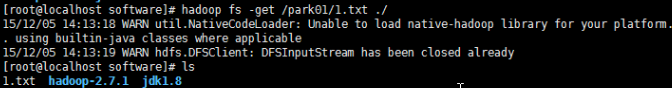 [root@localhost software]# hadoop fs -get /park01/1.txt ./
15/12/05 14:13:18 WARN util.NativeCodeLoader: Unable to load native-hadoop library for your platform.
. using builtin-java classes where applicable
15/12/05 14:13:19 WARN hdfs.DFSClient: DFSInputStream has been closed already
[root@localhost software]# ls
1.txt  hadoop-2.7.1  jdk1.8